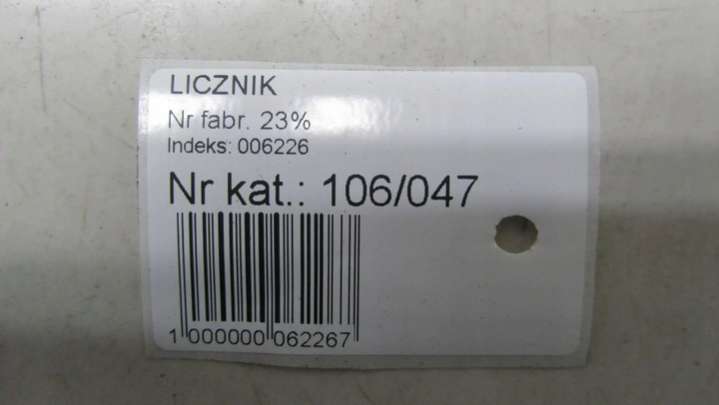 LICZNIK
Nr fabr. 23%
Indeks: 006226
Nr kat.: 106/047
1 000000 062267